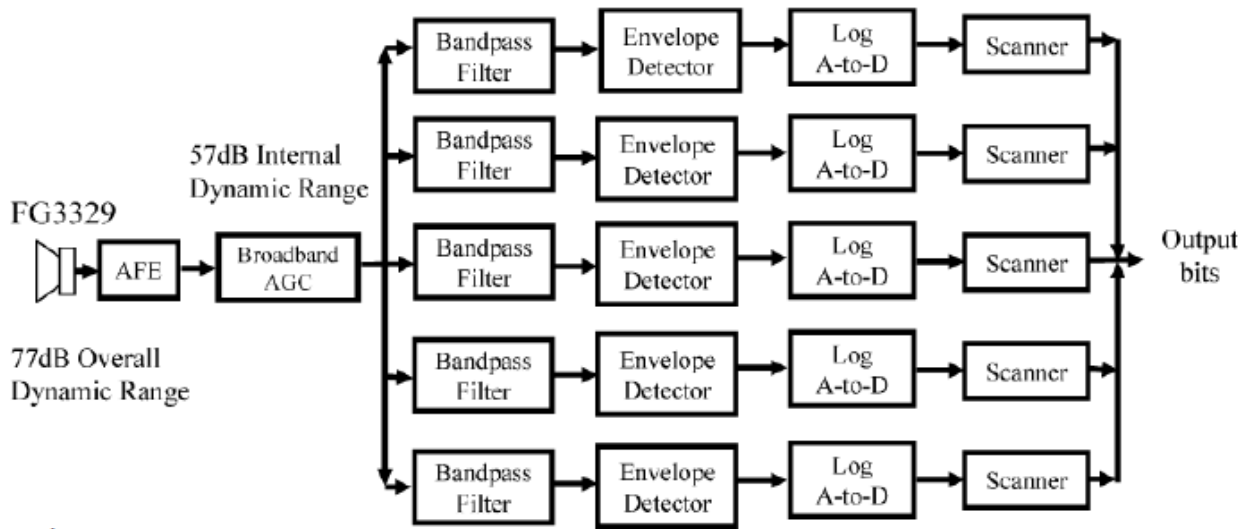 Bandpass
Filter
Envelope
Detector
Log
A-to-D
Scanner
57dB Internal
Dynamic Range
Bandpass
Filter
Envelope
Detector
Log
A-to-D
Scanner
FG3329
AFE
Broadband
AGC
Bandpass
Filter
Envelope
Detector
Log
A-to-D
Scanner
Output
bits
77dB Overall
Dynamic Range
Bandpass
Filter
Envelope
Detector
Log
A-to-D
Scanner
Bandpass
Filter
Envelope
Detector
Log
A-to-D
Scanner